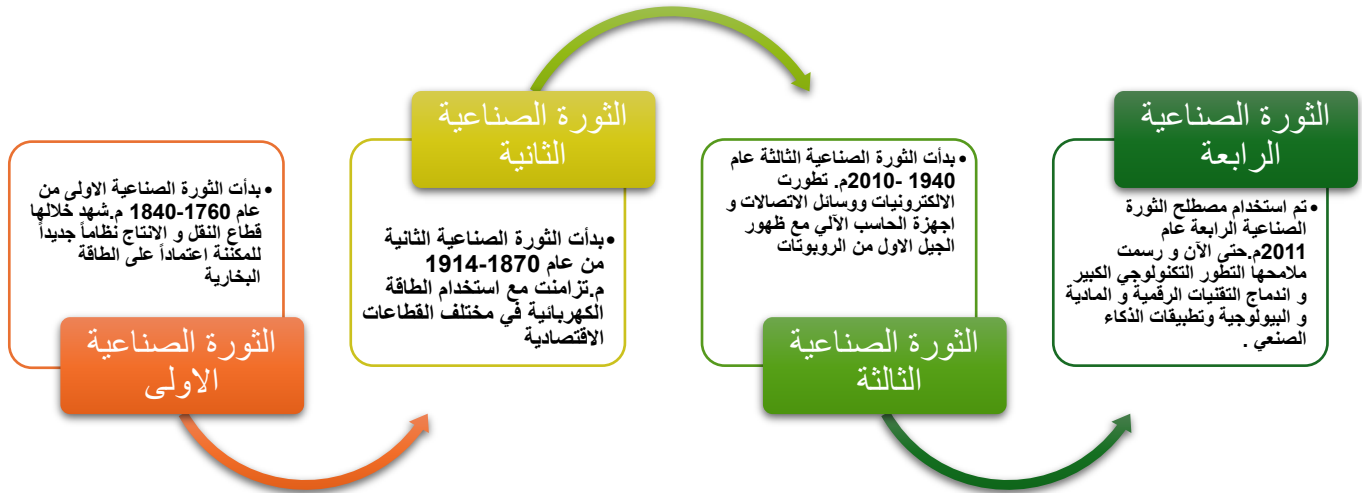 الثورة الصناعية
الاولى
•بدأت الثورة الصناعية الاولى من
عام 1760-1840 م.شهد خلالها
قطاع النقل و الانتاج نظاماً جديداً
للمكننة اعتماداً على الطاقة
البخارية
الثورة الصناعية
الثانية
•بدأت الثورة الصناعية الثانية
من عام 1870-1914
م.تزامنت مع استخدام الطاقة
الكهربائية في مختلف القطاعات
الاقتصادية
الثورة الصناعية
الثالثة
•بدأت الثورة الصناعية الثالثة عام
1940 -2010م. تطورت
الالكترونيات ووسائل الاتصالات و
اجهزة الحاسب الآلي مع ظهور
الجيل الاول من الروبوتات
الثورة الصناعية
الرابعة
•تم استخدام مصطلح الثورة
الصناعية الرابعة عام
2011م.حتى الآن و رسمت
ملامحها التطور التكنولوجي الكبير
و اندماج التقنيات الرقمية و المادية
و البيولوجية وتطبيقات الذكاء
الصنعي .